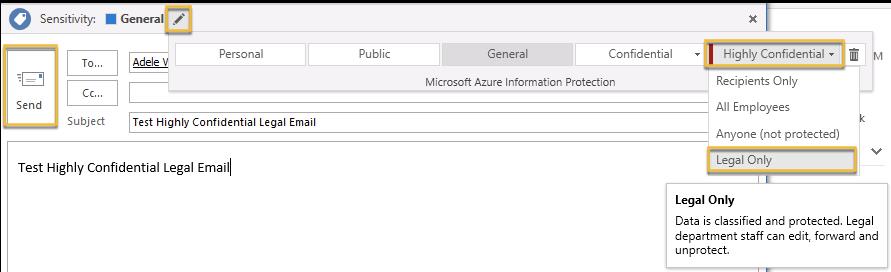 Sensitivity: General
Personal Public General Confidential Highly Confidential
Microsoft Azure Information Protection
Send
To...
Adele V
Cc...
Subject
Test Highly Confidential Legal Email
Test Highly Confidential Legal Email
Recipients Only
All Employees
Anyone (not protected)
Legal Only
M
k
Legal Only
Data is classified and protected. Legal
department staff can edit, forward and
unprotect.